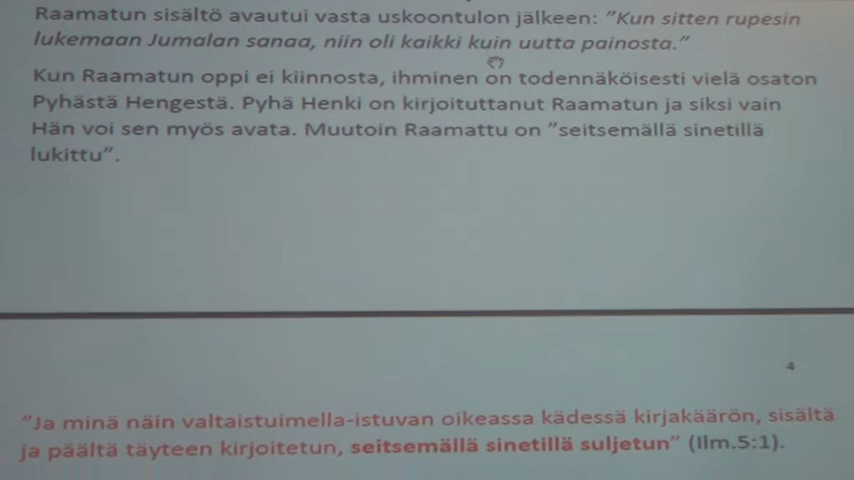 Raamatun sisältö avautui vasta uskoontulon jälkeen: ”Kun sitten rupesin
lukemaan Jumalan sanaa, niin oli kaikki kuin uutta painosta.”
Kun Raamatun oppi ei kiinnosta, ihminen on todennäköisesti vielä osaton
Pyhästä Hengestä. Pyhä Henki on kirjoituttanut Raamatun ja siksi vain
Hän voi sen myös avata. Muutoin Raamattu on ”seitsemällä sinetillä
lukittu”.
4
”Ja minä näin valtaistuimella-istuvan oikeassa kädessä kirjakäärön, sisältä
ja päältä täyteen kirjoitetun, seitsemällä sinetillä suljetun” (Ilm.5:1).